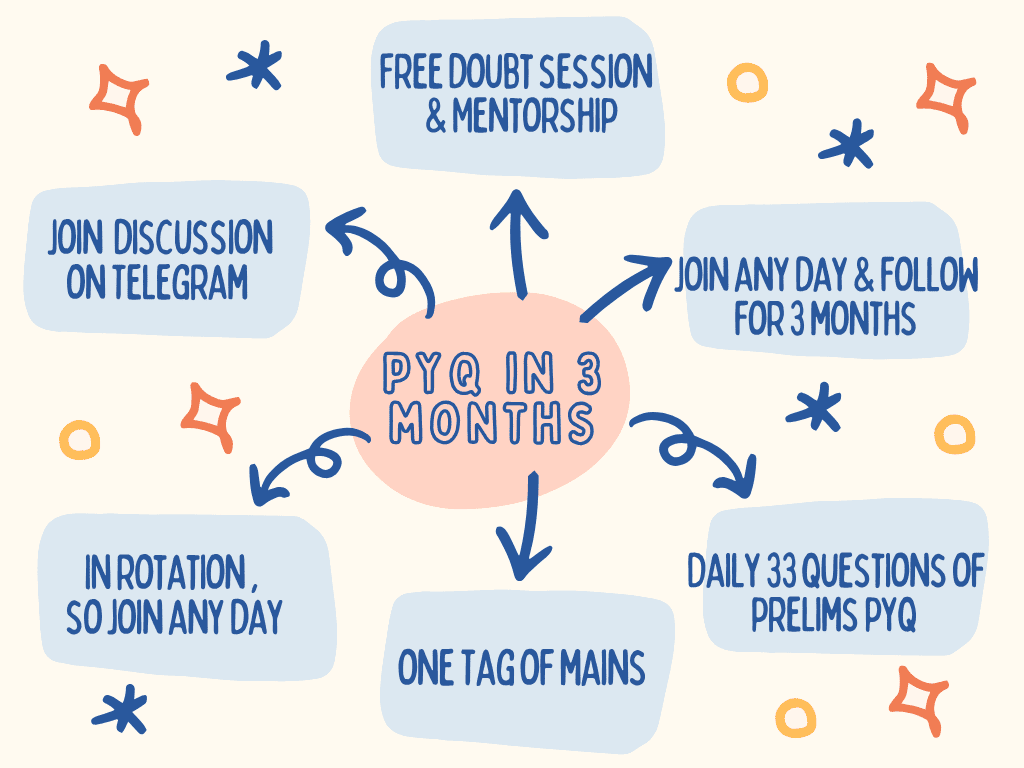 FREE DOUBT SESSION
& MENTORSHIP
JOIN DISCUSSION
ON TELEGRAM
JOIN ANY DAY & FOLLOW
FOR 3 MONTHS
PYQ IN 3
MONTHS
IN ROTATION ,
SO JOIN ANY DAY
DAILY 33 QUESTIONS OF
PRELIMS PYQ
ONE TAG OF MAINS